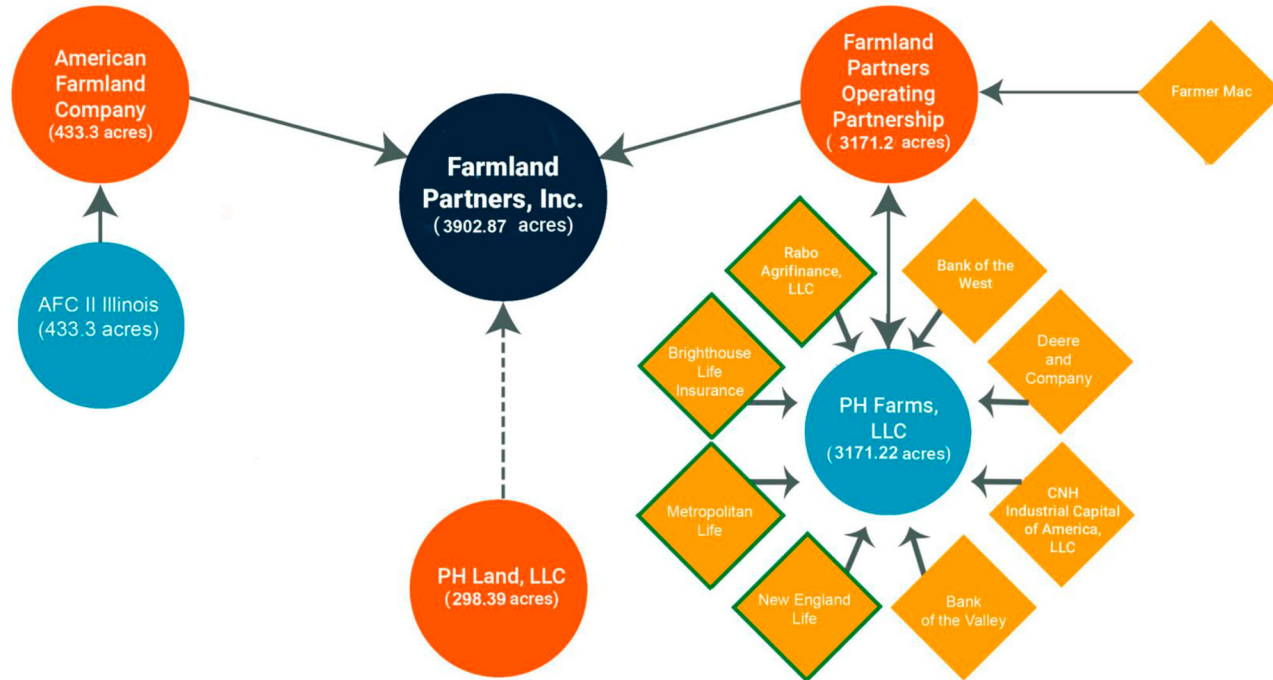 American
Farmland
Company
(433.3 acres)
Farmland
Partners, Inc.
(3902.87 acres)
Farmland
Partners
Operating
Partnership
(3171.2 acres)
Farmer Mac
AFC II Illinois
(433.3 acres)
Rabo
Agrifinance,
LLC
Bank of the
West
Brighthouse
Life
Insurance
Deere
and
Company
PH Farms,
LLC
(3171.22 acres)
Metropolitan
Life
CNH
Industrial Capital
of America,
LLC
PH Land, LLC
(298.39 acres)
New England
Life
Bank
of the Valley